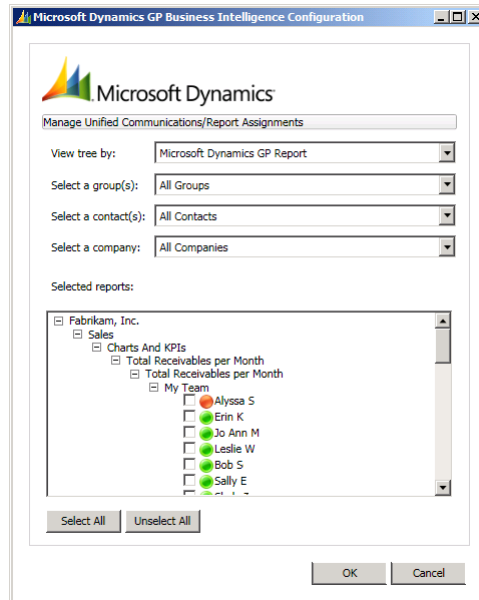 Microsoft Dynamics GP Business Intelligence Configuration
Microsoft Dynamics
Manage Unified Communications/Report Assignments
View tree by: Microsoft Dynamics GP Report
Select a group(s): All Groups
Select a contact(s): All Contacts
Select a company: All Companies
Selected reports:
Fabrikam, Inc.
Sales
Charts And KPIs
Total Receivables per Month
Total Receivables per Month
My Team
Alyssa S
Erin K
Jo Ann M
Leslie W
Bob S
Sally E
Select All Unselect All
OK Cancel